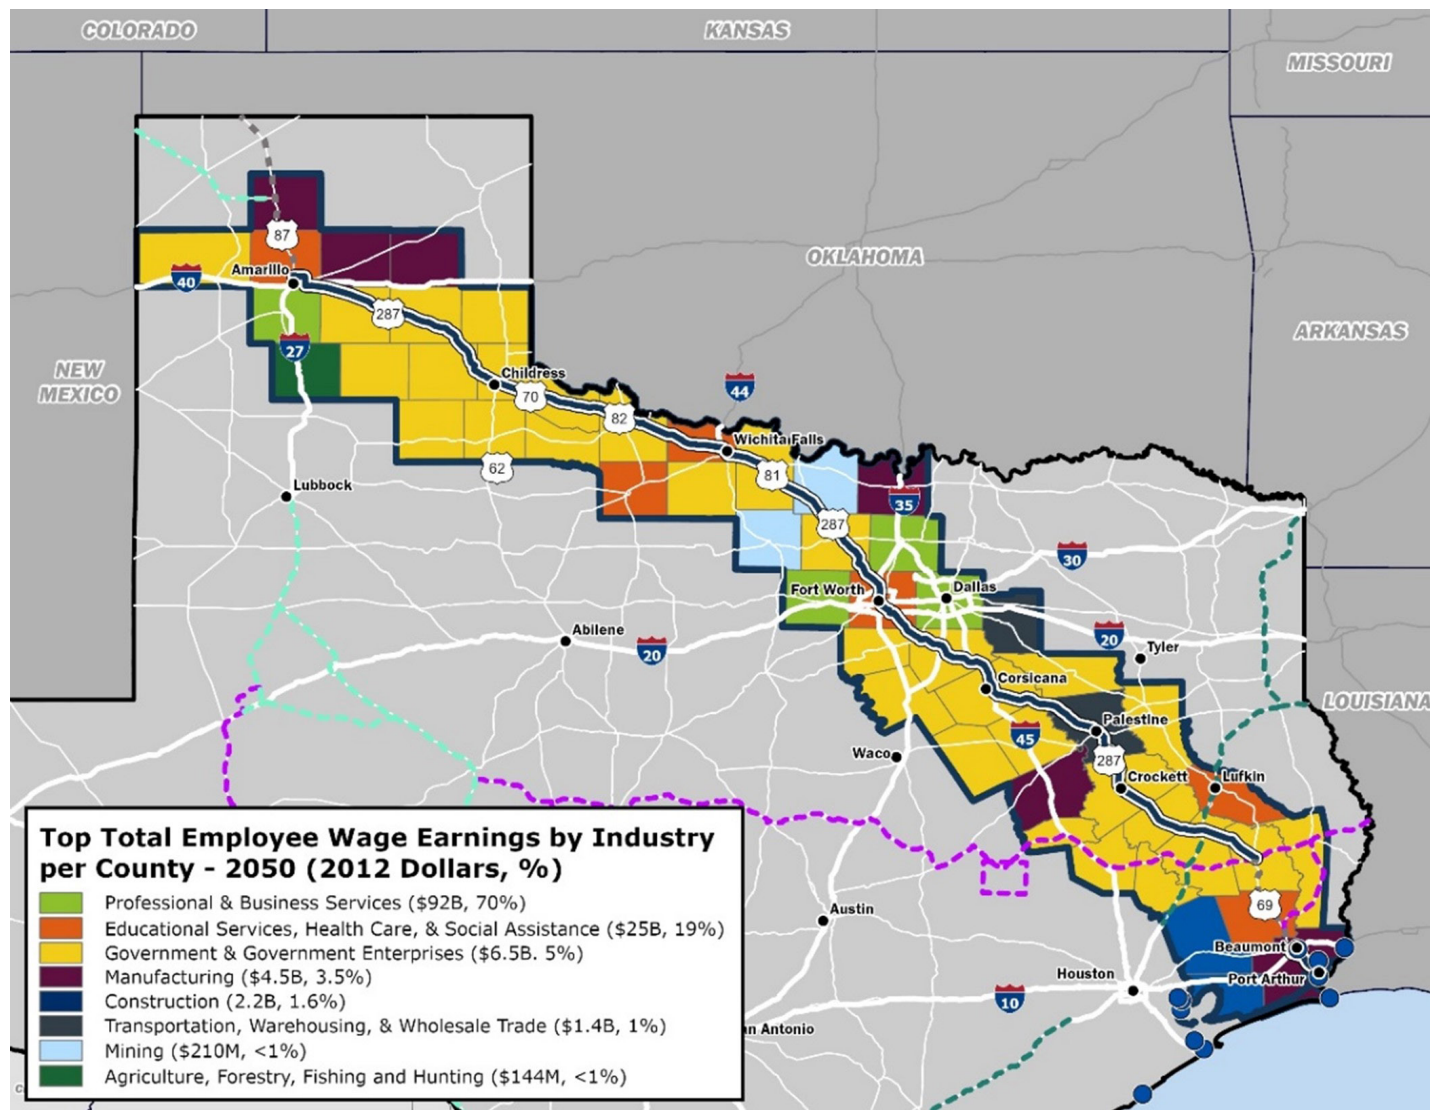 COLORADO
KANSAS
MISSOURI
87
OKLAHOMA
Amarillo
40
287
ARKANSAS
27
NEW
MEXICO
Childress
44
70
82
Wichita Falls
62
81
Lubbock
35
287
30
Fort Worth
Dallas
Abilene
20
20
Tyler
Corsicana
LOUISIANA
Palestine
45
Waco
287
Crockett
Lufkin
Top Total Employee Wage Earnings by Industry
per County - 2050 (2012 Dollars, %)
Professional & Business Services ($92B, 70%)
Educational Services, Health Care, & Social Assistance ($25B, 19%)
Government & Government Enterprises ($6.5B. 5%)
Manufacturing ($4.5B, 3.5%)
Construction (2.2B, 1.6%)
Transportation, Warehousing, & Wholesale Trade ($1.4B, 1%)
Mining ($210M, <1%)
Agriculture, Forestry, Fishing and Hunting ($144M, <1%)
69
Austin
Beaumont
Houston
Port Arthur
10
n Antonio